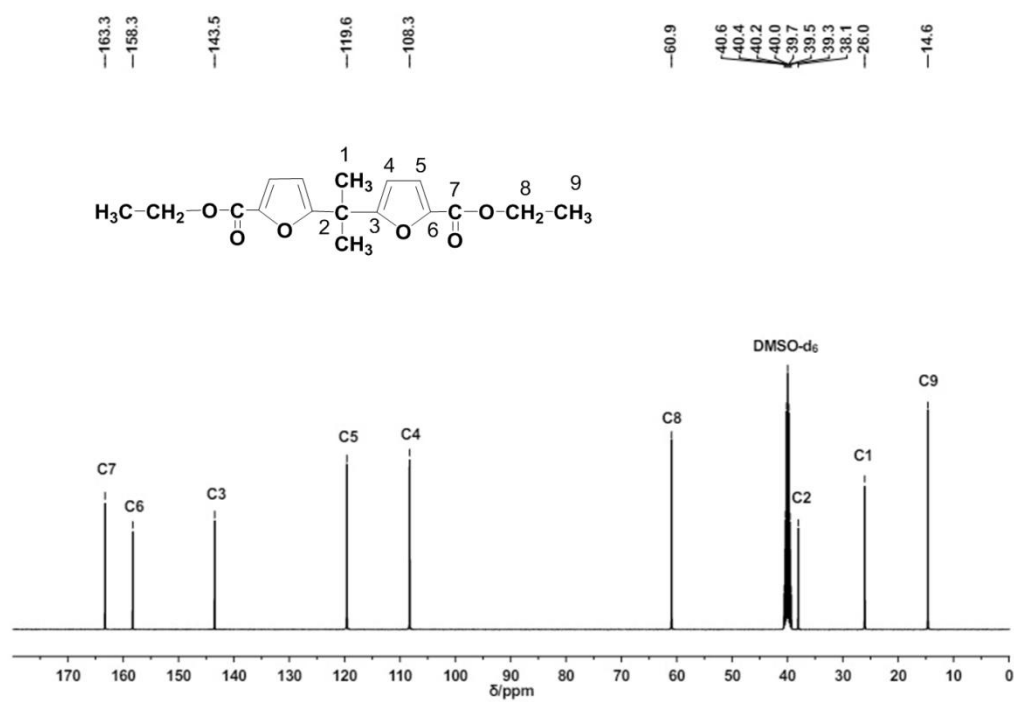 163.3
158.3
143.5
119.6
108.3
60.9
40.6
40.4
40.2
40.0
39.7
39.5
39.3
38.1
26.0
14.6
1
CH₃
4
5
7
8
9
H₃C
CH₂
O
C
O
O
2
CH₃
3
O
6
C
O
O
CH₂
CH₃
DMSO-d₆
C9
C8
C5
C4
C1
C7
C3
C2
C6
170 160 150 140 130 120 110 100 90 80 70 60 50 40 30 20 10 0
δ/ppm